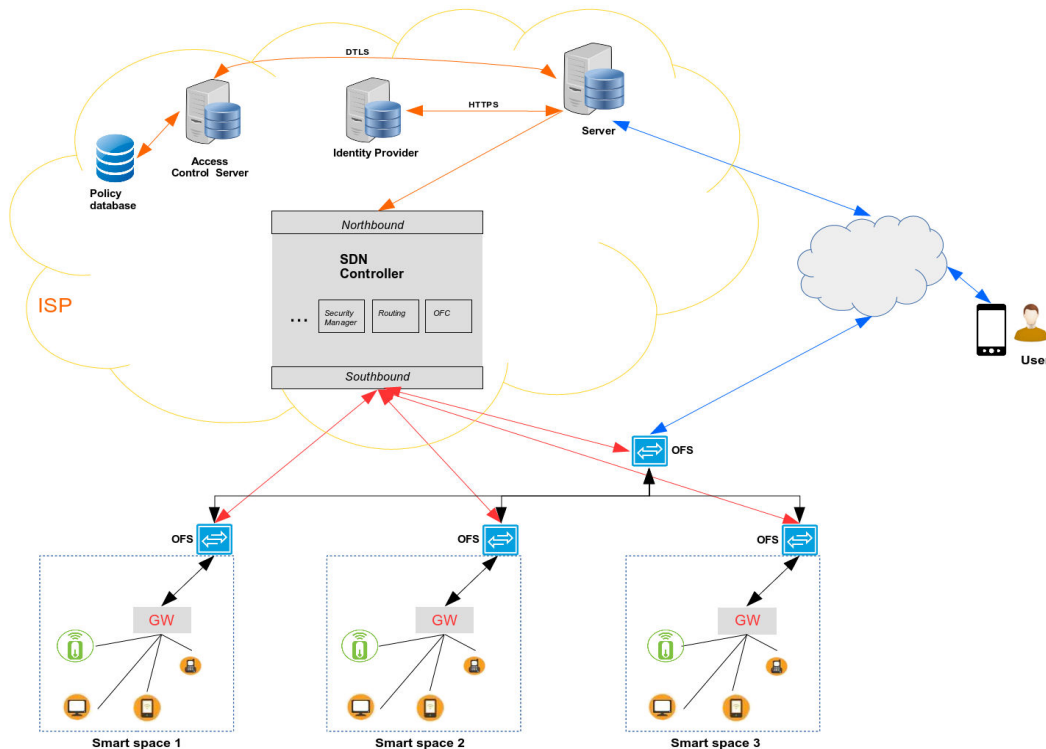 DTLS
HTTPS
Server
Identity Provider
Access
Control Server
Policy
database
Northbound
SDN
Controller
ISP
...
Security
Manager
Routing
OFC
Southbound
User
OFS
OFS
OFS
OFS
GW
GW
GW
Smart space 1
Smart space 2
Smart space 3